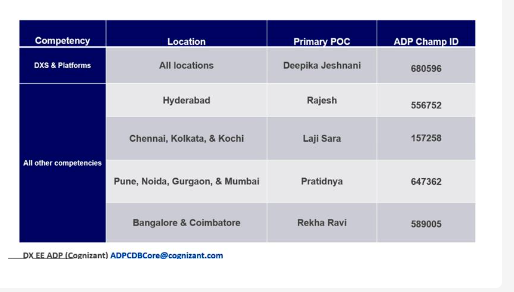 Competency Location Primary POC ADP Champ ID
DXS & Platforms All locations Deepika Jeshnani 680596
Hyderabad Rajesh 556752
Chennai, Kolkata, & Kochi Laji Sara 157258
All other competencies
Pune, Noida, Gurgaon, & Mumbai Pratidnya 647362
Bangalore & Coimbatore Rekha Ravi 589005
DX EE ADP (Cognizant) ADPCDBCore@cognizant.com